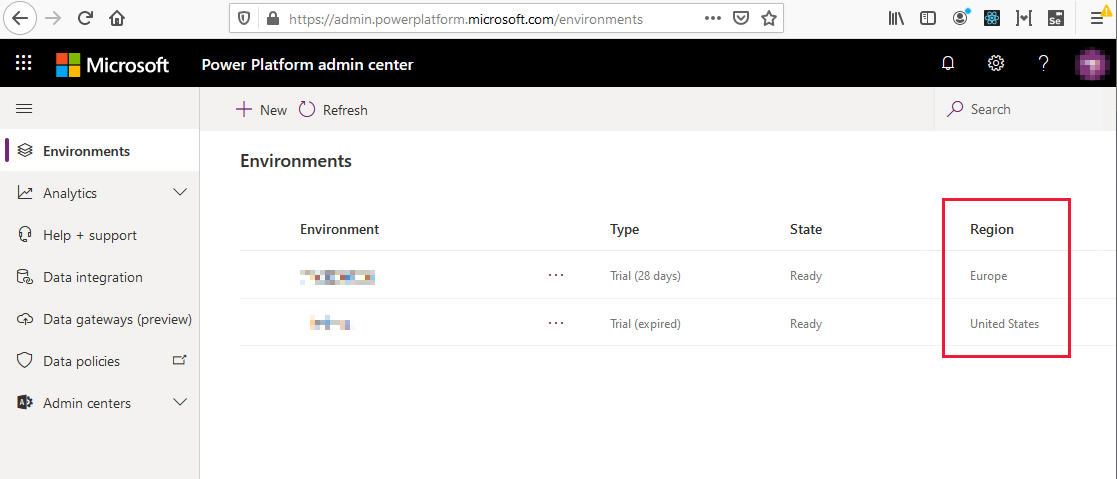 https://admin.powerplatform.microsoft.com/environments
Se
Microsoft Power Platform admin center
New Refresh Search
Environments
Analytics
Help + support
Data integration
Data gateways (preview)
Data policies
Admin centers
Environments
Environment Type State Region
Trial (28 days) Ready Europe
Trial (expired) Ready United States